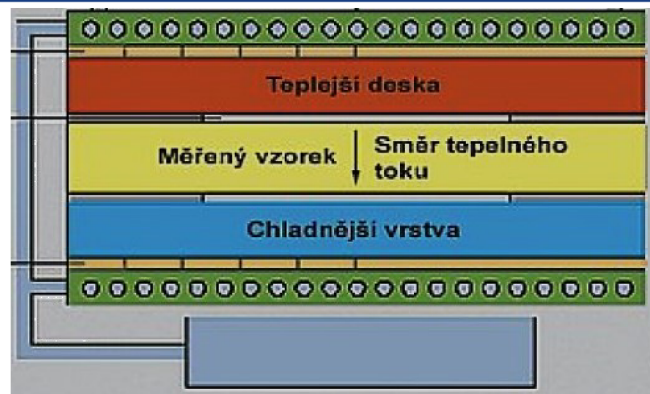 Teplejší deska
Měřený vzorek
Směr tepelného
toku
Chladnější vrstva